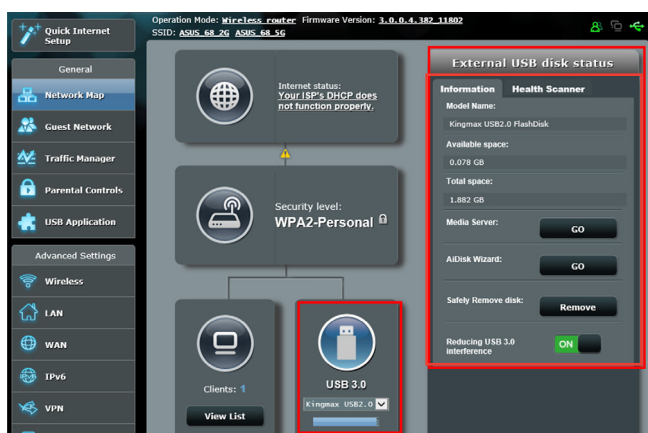 Quick Internet
Setup
Operation Mode: Wireless router Firmware Version: 3.0.0.4.382_11802
SSID: ASUS_68_2G ASUS_68_5G
General
Network Map
Guest Network
Traffic Manager
Parental Controls
USB Application
Advanced Settings
Wireless
LAN
WAN
IPv6
VPN
Internet status:
Your ISP's DHCP does
not function properly.
Security level:
WPA2-Personal
Clients: 1
View List
USB 3.0
Kingmax USB2.0
External USB disk status
Information Health Scanner
Model Name:
Kingmax USB2.0 FlashDisk
Available space:
0.078 GB
Total space:
1.882 GB
Media Server: GO
AiDisk Wizard: GO
Safely Remove disk: Remove
Reducing USB 3.0
interference
ON